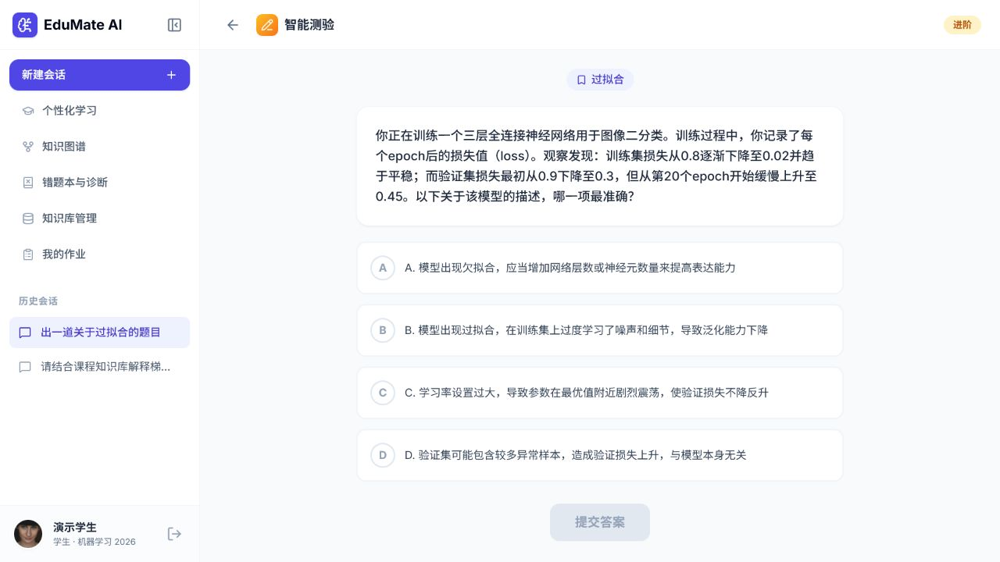 EduMate AI
新建会话
个性化学习
知识图谱
错题本与诊断
知识库管理
我的作业
历史会话
出一道关于过拟合的题目
请结合课程知识库解释梯...
演示学生
学生 · 机器学习 2026
智能测验
进阶
过拟合
你正在训练一个三层全连接神经网络用于图像二分类。训练过程中，你记录了每
个epoch后的损失值（loss）。观察发现：训练集损失从0.8逐渐下降至0.02并趋
于平稳；而验证集损失最初从0.9下降至0.3，但从第20个epoch开始缓慢上升至
0.45。以下关于该模型的描述，哪一项最准确？
A A. 模型出现欠拟合，应当增加网络层数或神经元数量来提高表达能力
B B. 模型出现过拟合，在训练集上过度学习了噪声和细节，导致泛化能力下降
C C. 学习率设置过大，导致参数在最优值附近剧烈震荡，使验证损失不降反升
D D. 验证集可能包含较多异常样本，造成验证损失上升，与模型本身无关
提交答案